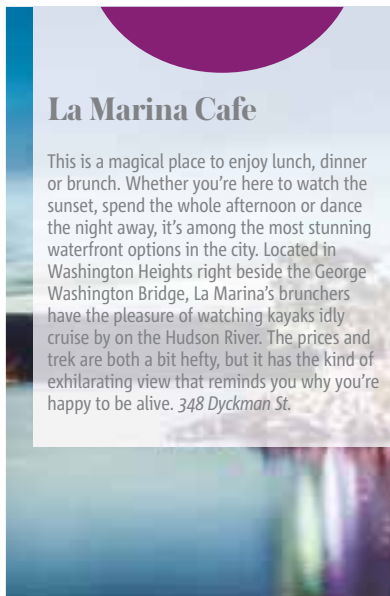 La Marina Cafe
This is a magical place to enjoy lunch, dinner
or brunch. Whether you’re here to watch the
sunset, spend the whole afternoon or dance
the night away, it’s among the most stunning
waterfront options in the city. Located in
Washington Heights right beside the George
Washington Bridge, La Marina’s brunchers
have the pleasure of watching kayaks idly
cruise by on the Hudson River. The prices and
trek are both a bit hefty, but it has the kind of
exhilarating view that reminds you why you’re
happy to be alive. 348 Dyckman St.